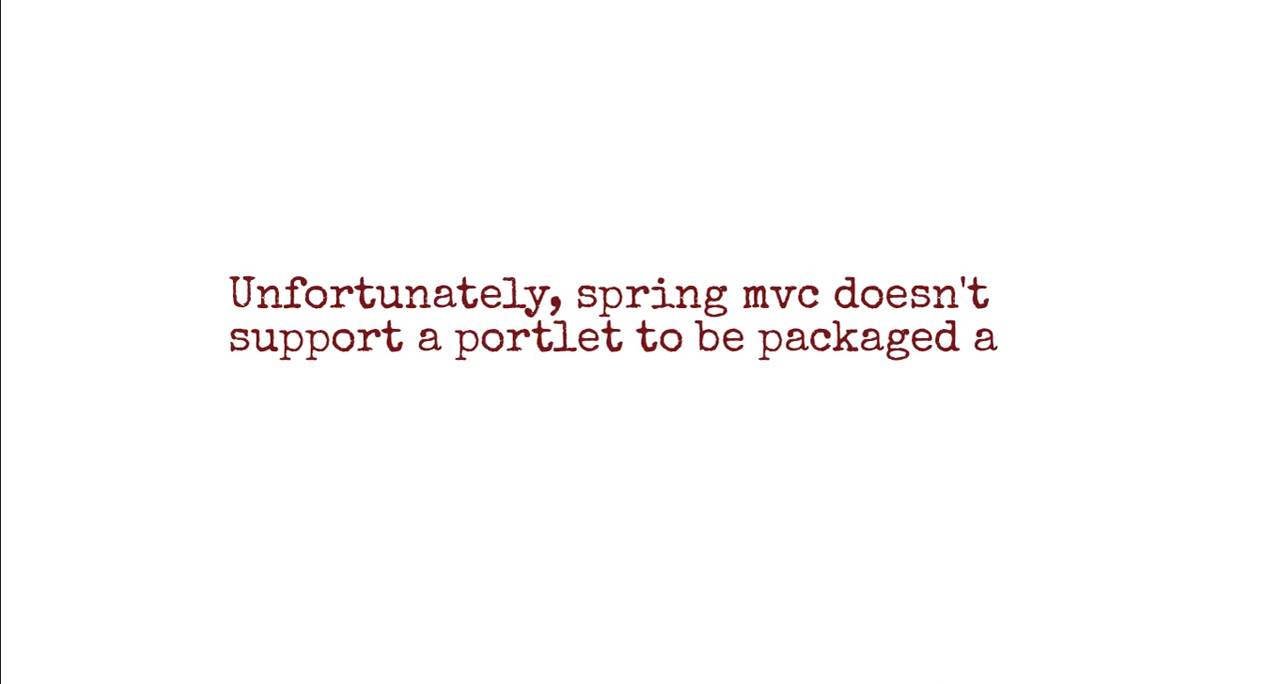 Unfortunately, spring mvc doesn't
support a portlet to be packaged a